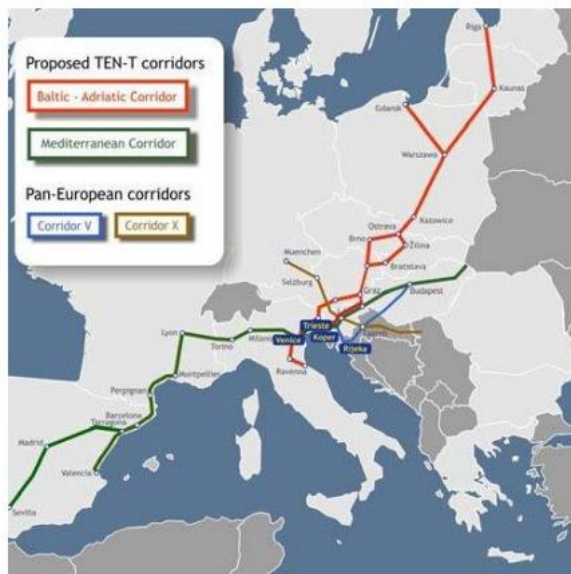 Proposed TEN-T corridors
Baltic - Adriatic Corridor
Mediterranean Corridor
Pan-European corridors
Corridor V
Corridor X
Riga
Kaunas
Gdansk
Warszawa
Katowice
Ostrava
Brno
Žilina
Bratislava
Muenchen
Salzburg
Graz
Budapest
Trieste
Koper
Venice
Rijeka
Ravenna
Lyon
Torino
Milano
Montpellier
Perpignan
Barcelona
Tarragona
Madrid
Valencia
Sevilla